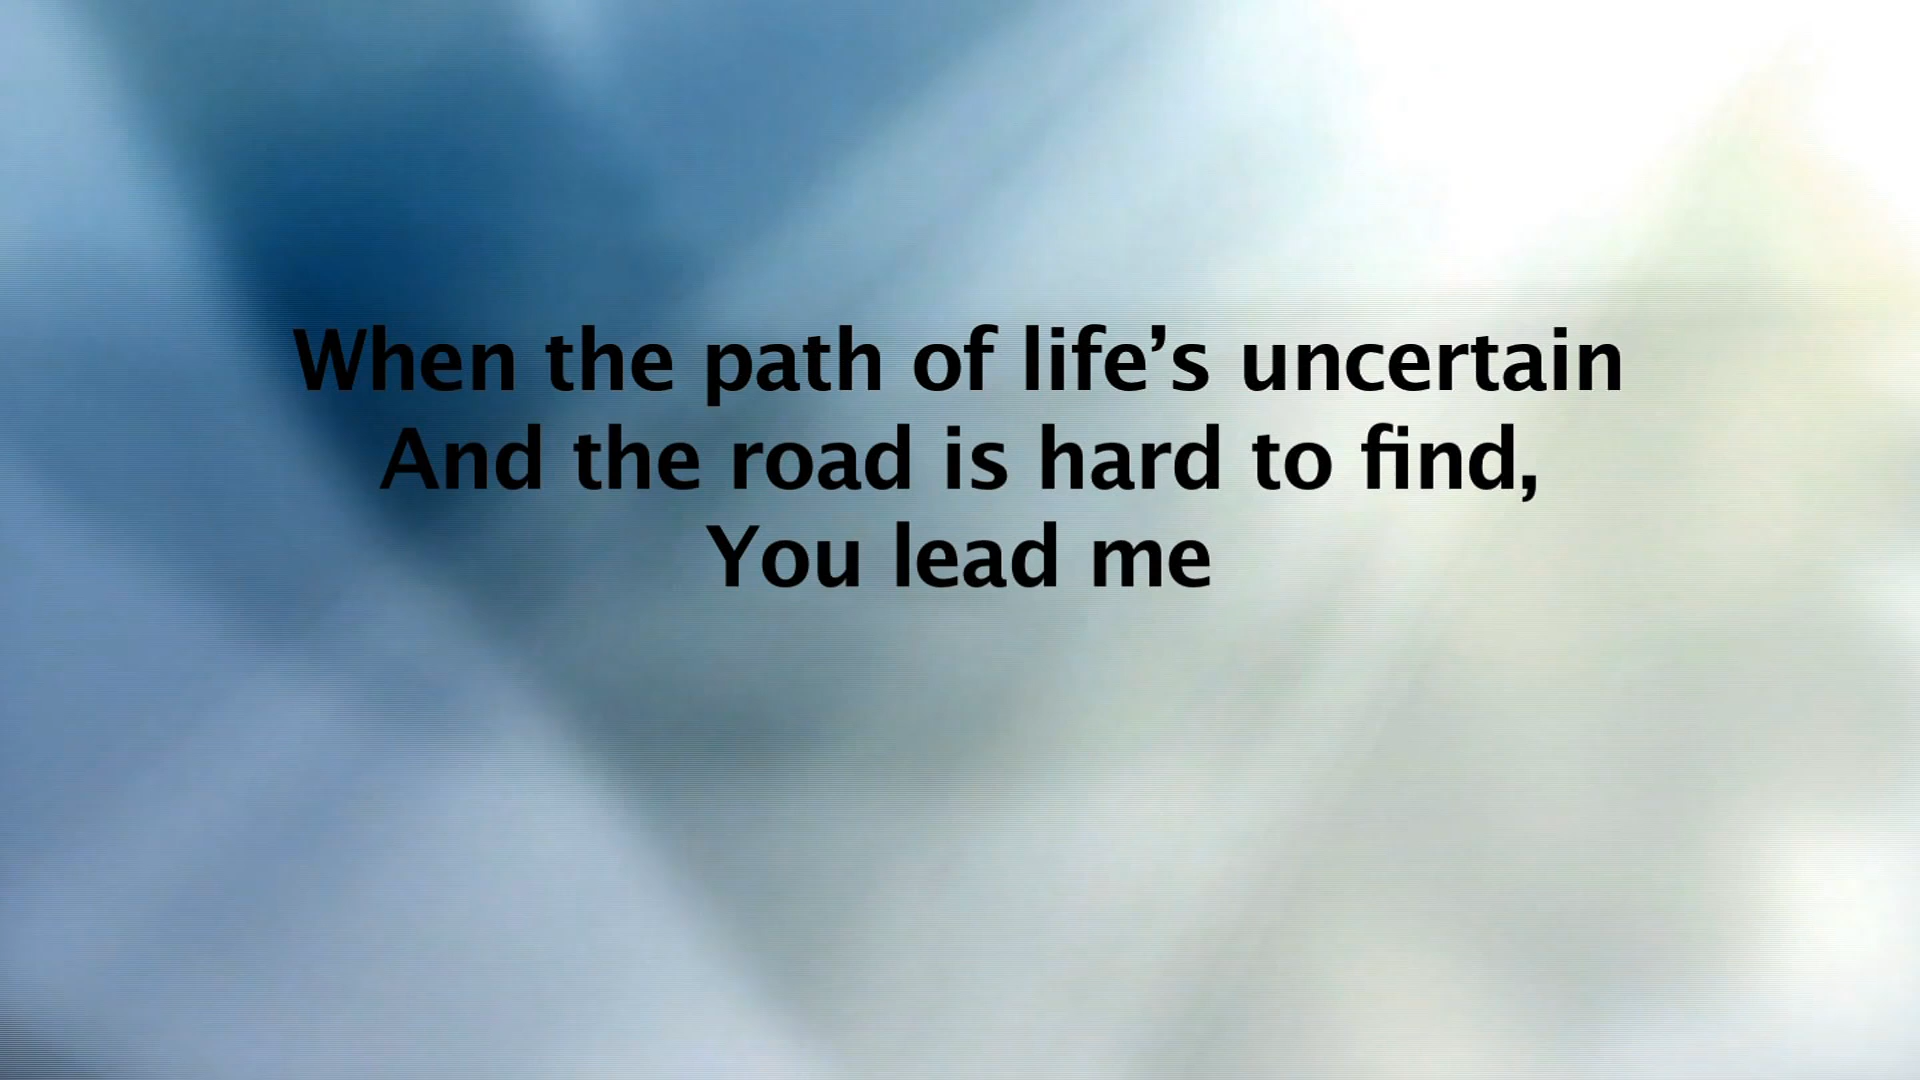 When the path of life’s uncertain
And the road is hard to find,
You lead me